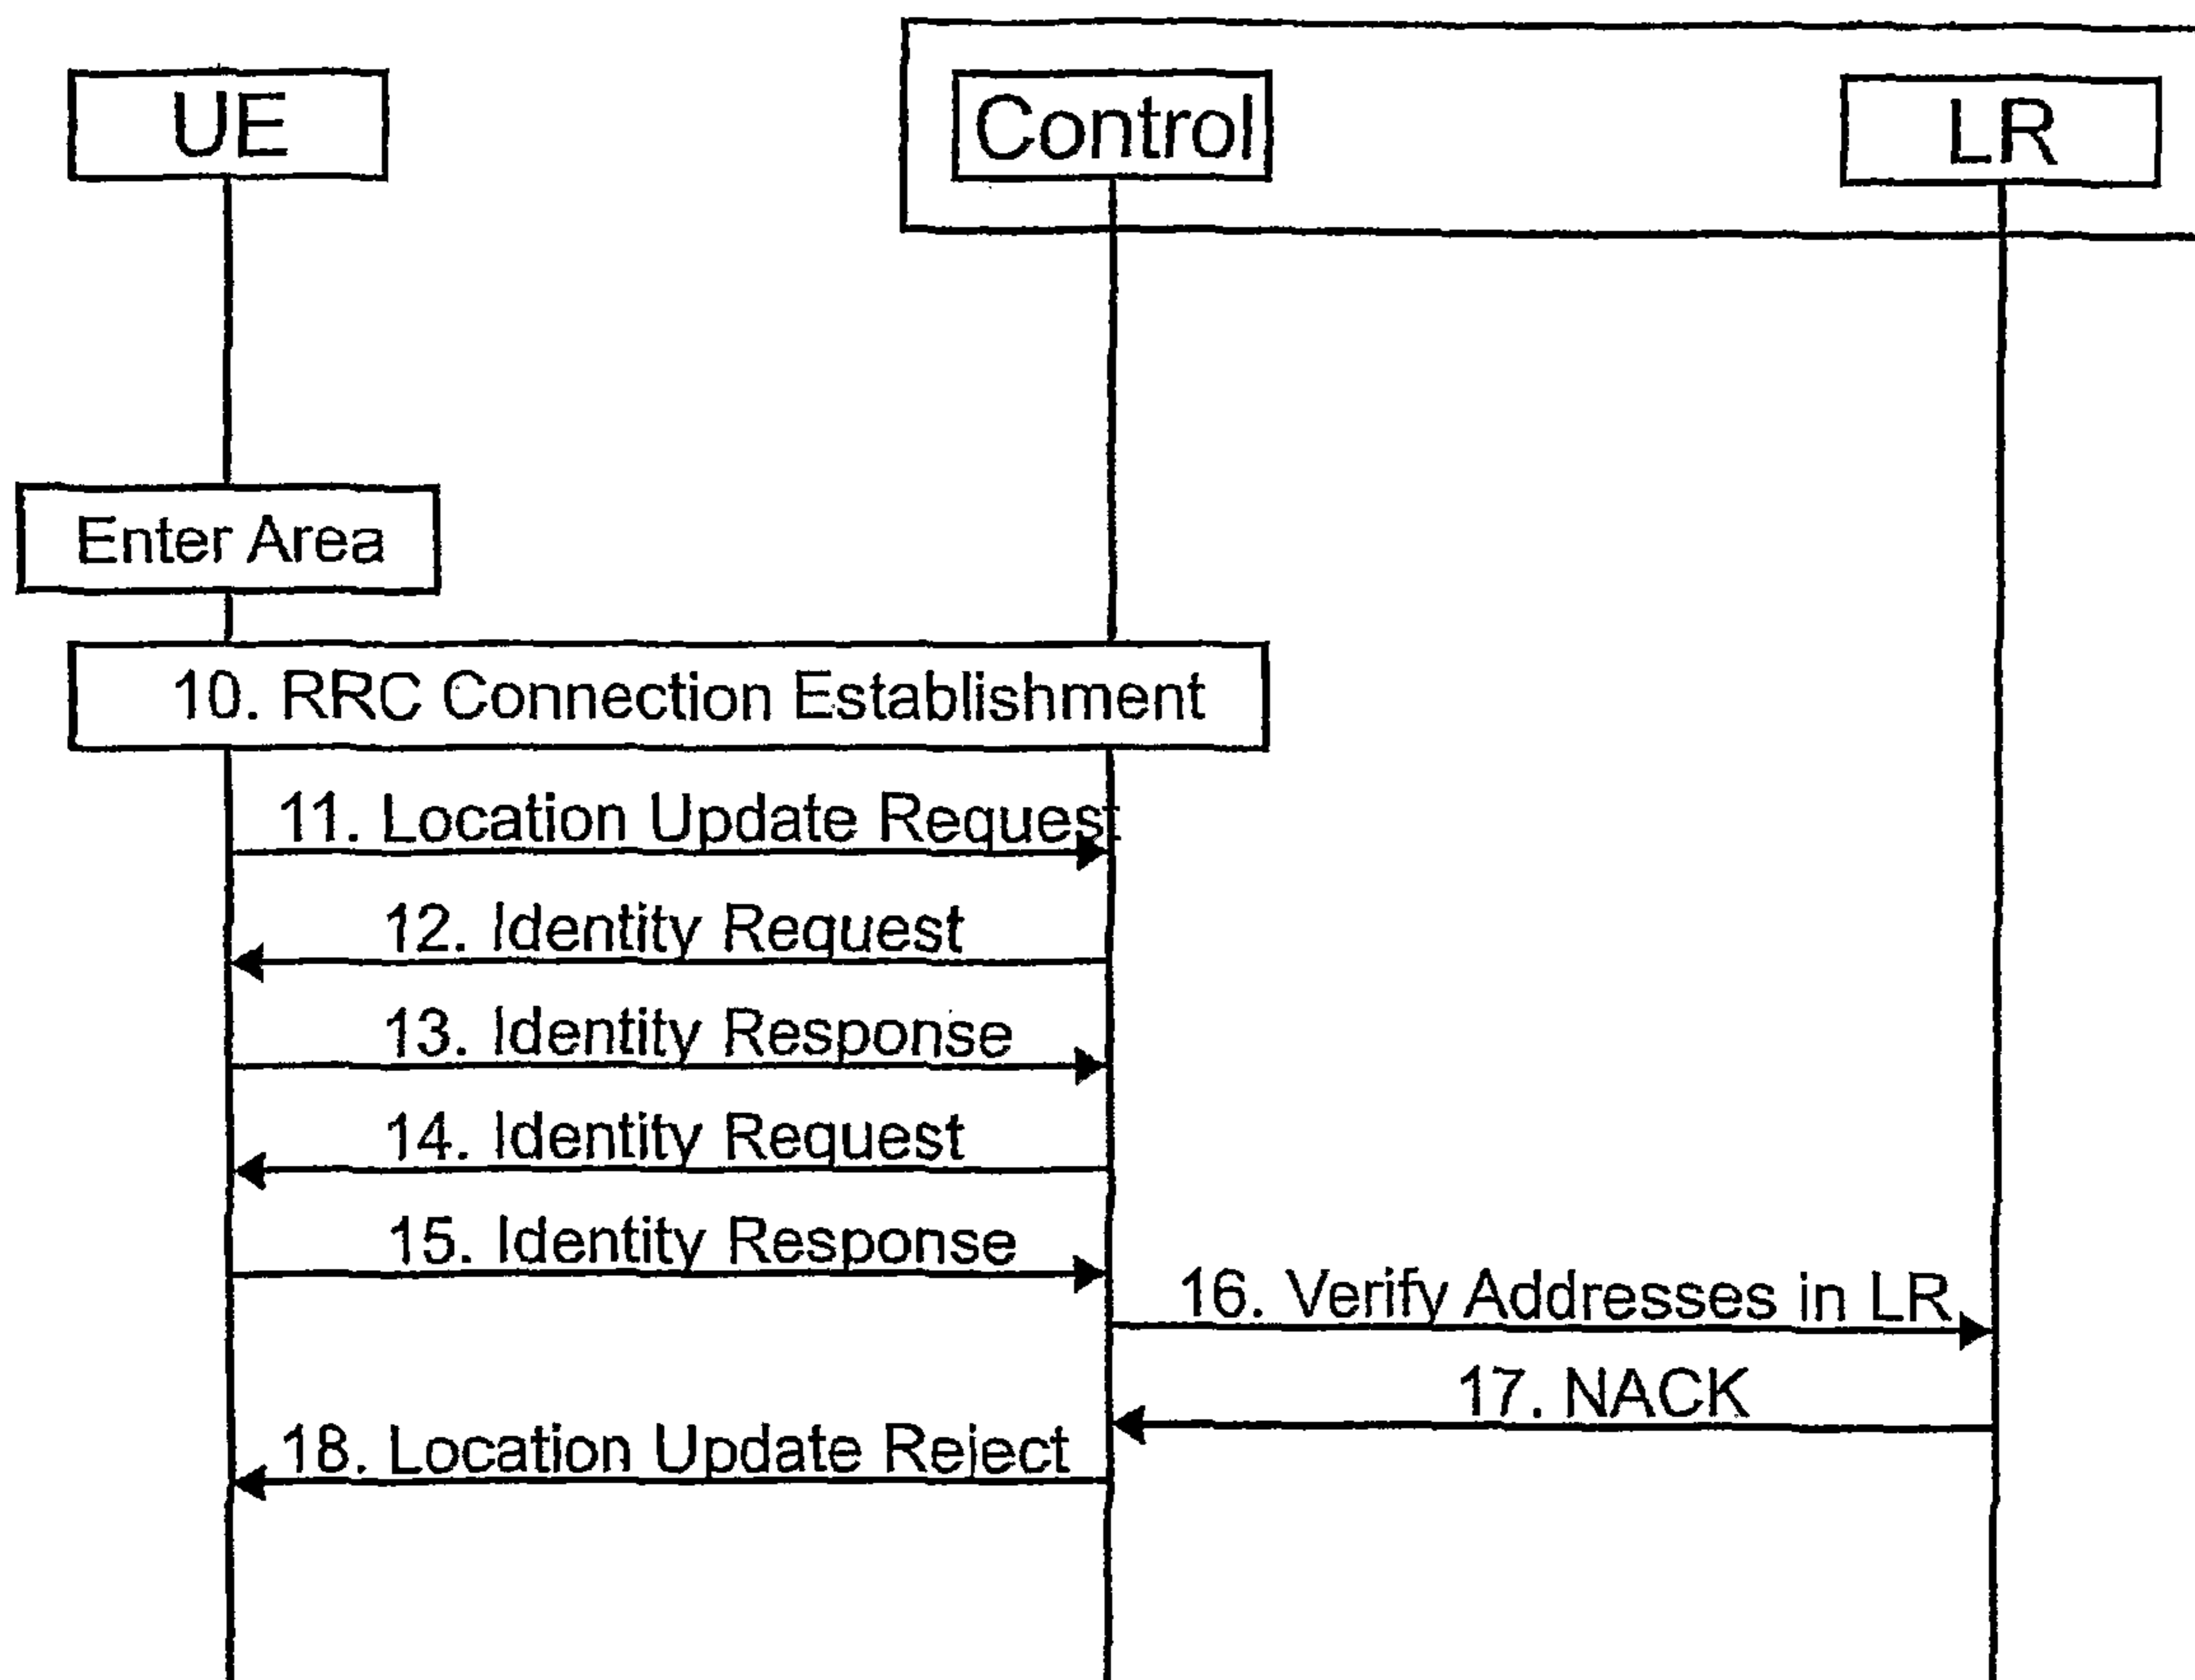 UE
Control
LR
Enter Area
10. RRC Connection Establishment
11. Location Update Request
12. Identity Request
13. Identity Response
14. Identity Request
15. Identity Response
16. Verify Addresses in LR
17. NACK
18. Location Update Reject